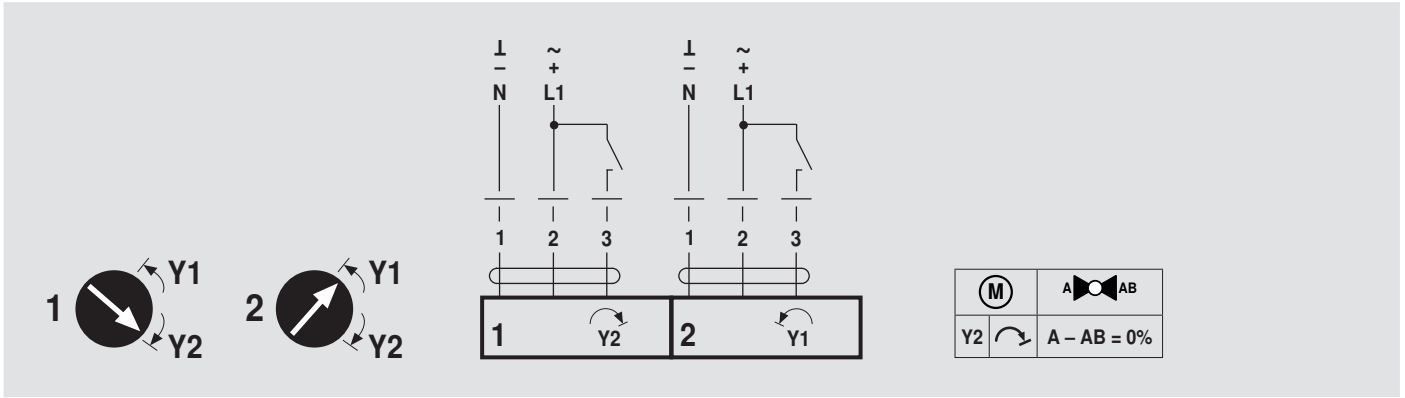 ⊥ ~ ⊥ ~
– + – +
N L1 N L1
1 2 3 1 2 3
Y1 Y1
1 2
Y2 Y2
1 Y2 2 Y1
M A AB
Y2 A – AB = 0%